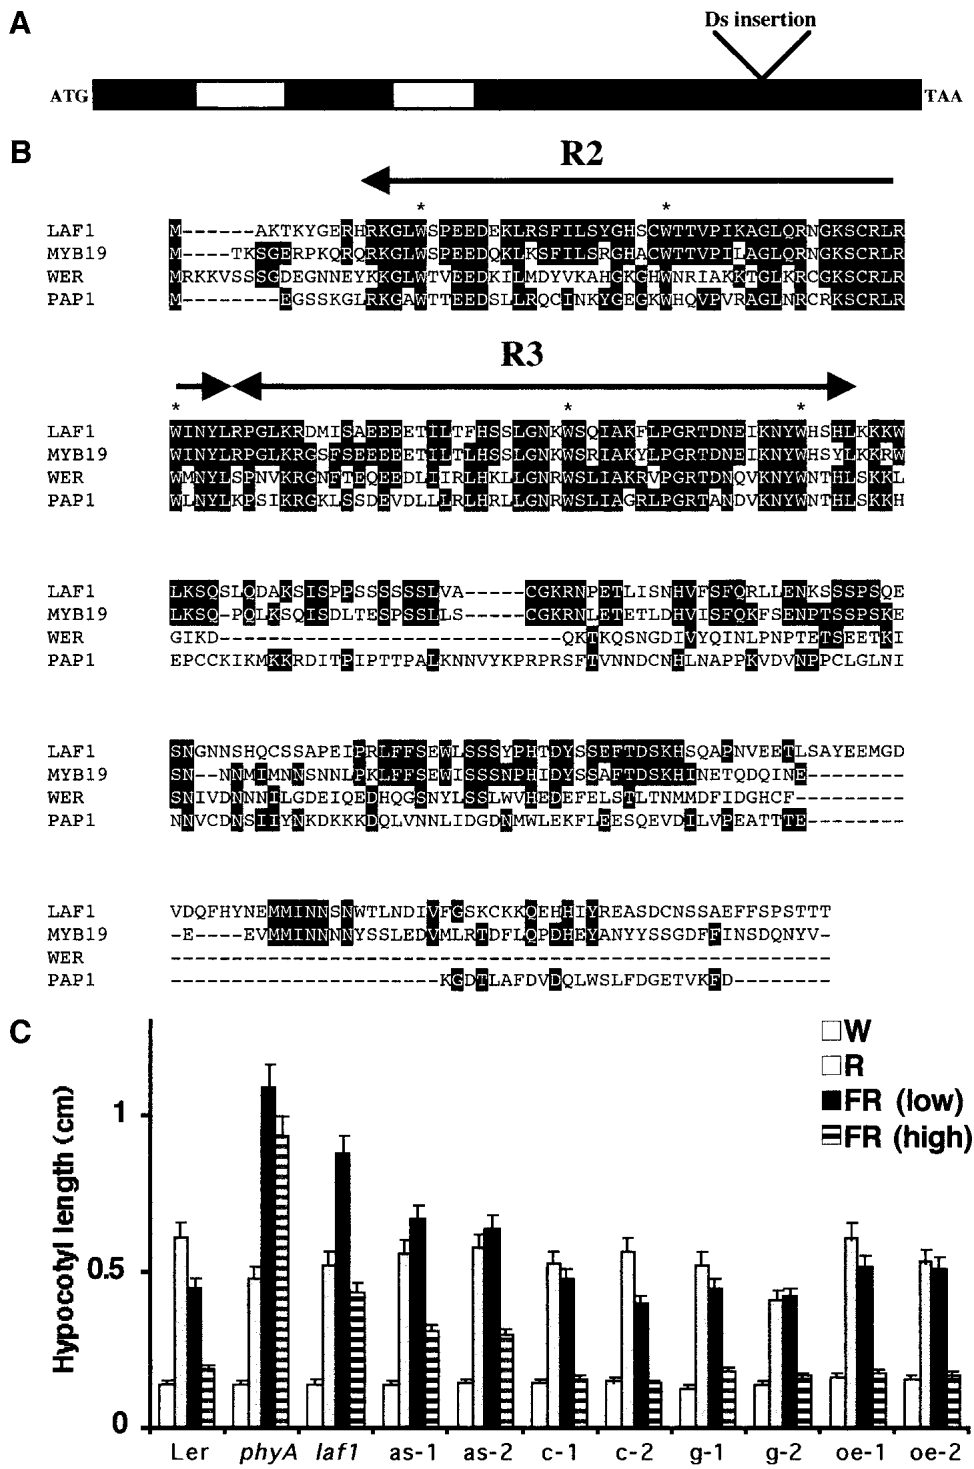 A
Ds insertion
ATG
TAA
B
R2
* *
LAF1 M------AKTKYGERHRKGLWSPEEDEKLRSFILSYGHSCWTTVPIKAGLQRNGKSCRLR
MYB19 M----TKSGERPKQRQRKGLWSPEEDQKLKSFILSRGHACWTTVPILAGLQRNGKSCRLR
WER MRKKVSSSGDEGNNEYKKGLWTVEEDKILMDYVKAHGKGHWNRIAKKTGLKRCGKSCRLR
PAP1 M--------EGSSKGLRKGAWTTEEDSLLRQCINKYGEGKWHQVPVRAGLNRCRKSCRLR
R3
* * *
LAF1 WINYLRPGLKRDMISAEEEETILTFHSSLGNKWSQIAKFLPGRTDNEIKNYWHSHLKKKW
MYB19 WINYLRPGLKRGSFSEEEEETILTLHSSLGNKWSRIAKYLPGRTDNEIKNYWHSYLKKRW
WER WMNYLSPNVKRGNFTEQEEDLIIRLHKLLGNRWSLIAKRVPGRTDNQVKNYWNTHLSKKL
PAP1 WLNYLKPSIKRGKLSSDEVDLLLRLHRLLGNRWSLIAGRLPGRTANDVKNYWNTHLSKKH
LAF1 LKSQSLQDAKSISPPSSSSSSLVA-----CGKRNPETLISNHVFSFQRLLENKSSSPSQE
MYB19 LKSQ-PQLKSQISDLTESPSSLLS-----CGKRNLETETLDHVISFQKFSENPTSSPSKE
WER GIKD----------------------------QKTKQSNGDIVYQINLPNPTETSEETKI
PAP1 EPCCKIKMKKRDITPIPTTPALKNNVYKPRPRSFTVNNDCNHLNAPPKVDVNPPCLGLNI
LAF1 SNGNNSHQCSSAPEIPRLFFSEWLSSSYPHTDYSSEFTDSKHSQAPNVEETLSAYEEMGD
MYB19 SN--NNMIMNNSNNLPKLFFSEWISSSNPHIDYSSAFTDSKHINETQDQINE--------
WER SNIVDNNNILGDEIQEDHQGSNYLSSLWVHEDEFELSTLTNMMDFIDGHCF---------
PAP1 NNVCDNSIIYNKDKKKDQLVNNLIDGDNMWLEKFLEESQEVDILVPEATTTE--------
LAF1 VDQFHYNEMMINNSNWTLNDIVFGSKCKKQEHHIYREASDCNSSAEFFSPSTTT
MYB19 -E----EVMMINNNNYSSLEDVMLRTDFLQPDHEYANYYSSGDFFINSDQNYV-
WER ------------------------------------------------------
PAP1 ----------------------KGDTLAFDVDQLWSLFDGETVKFD--------
C
W
R
FR (low)
FR (high)
Hypocotyl length (cm)
1
0.5
0
Ler phyA laf1 as-1 as-2 c-1 c-2 g-1 g-2 oe-1 oe-2